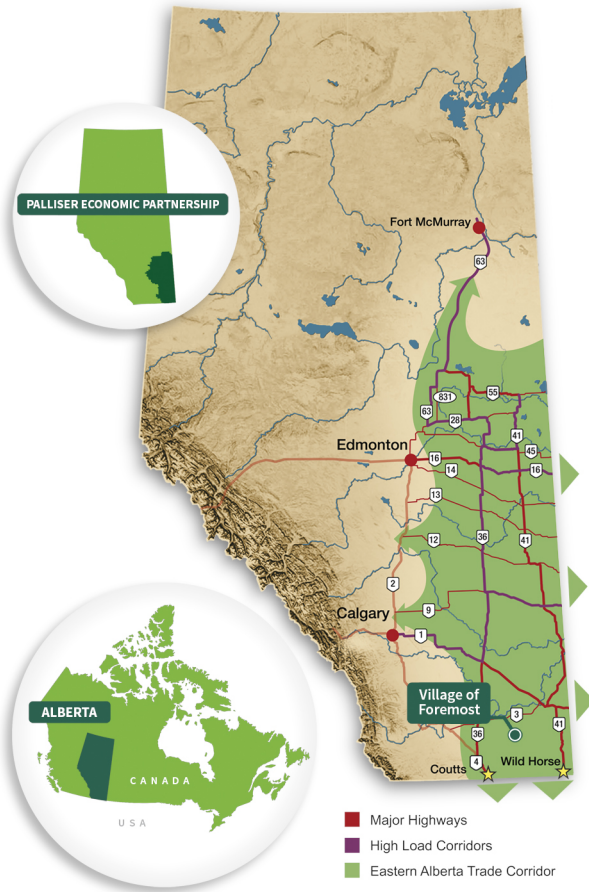 PALLISER ECONOMIC PARTNERSHIP
Fort McMurray
63
55
831
63
28
41
Edmonton
16
45
14
16
13
36
41
12
2
Calgary
9
1
Village of
Foremost
3
41
36
4
Wild Horse
Coutts
ALBERTA
CANADA
USA
Major Highways
High Load Corridors
Eastern Alberta Trade Corridor